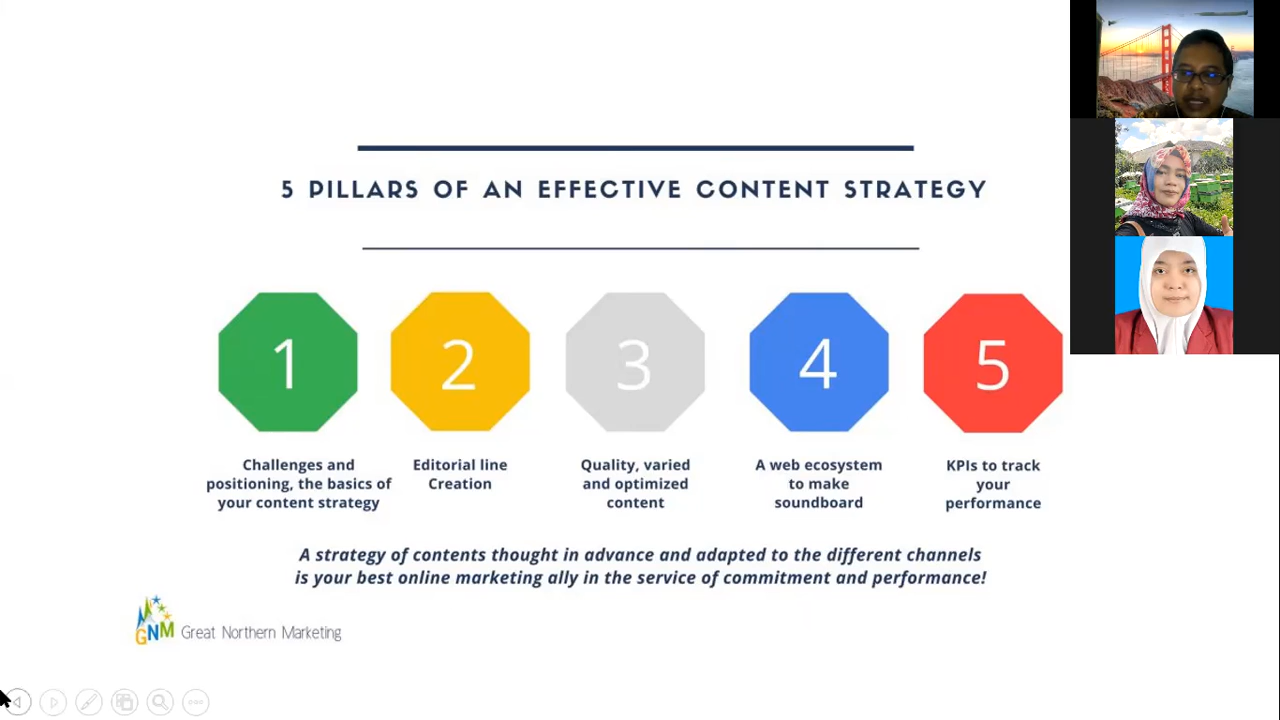 5 PILLARS OF AN EFFECTIVE CONTENT STRATEGY
1
2
3
4
5
Challenges and
positioning, the basics of
your content strategy
Editorial line
Creation
Quality, varied
and optimized
content
A web ecosystem
to make
soundboard
KPIs to track
your
performance
A strategy of contents thought in advance and adapted to the different channels
is your best online marketing ally in the service of commitment and performance!
GNM Great Northern Marketing